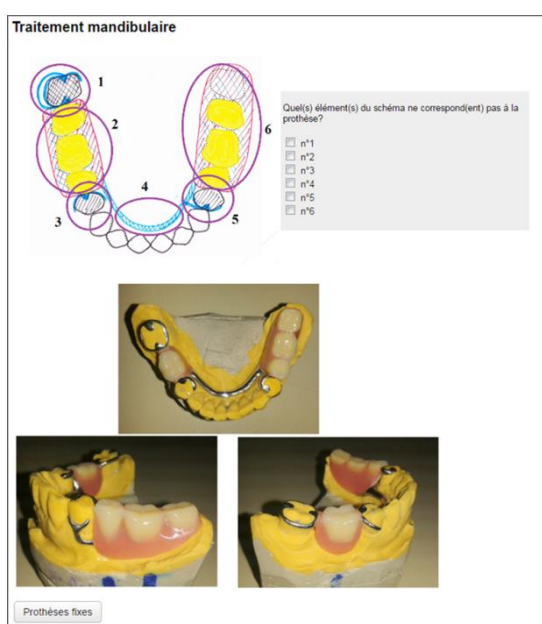 Traitement mandibulaire
1
2
3
4
5
6
Quel(s) élément(s) du schéma ne correspond(ent) pas à la
prothèse?
n°1
n°2
n°3
n°4
n°5
n°6
Prothèses fixes